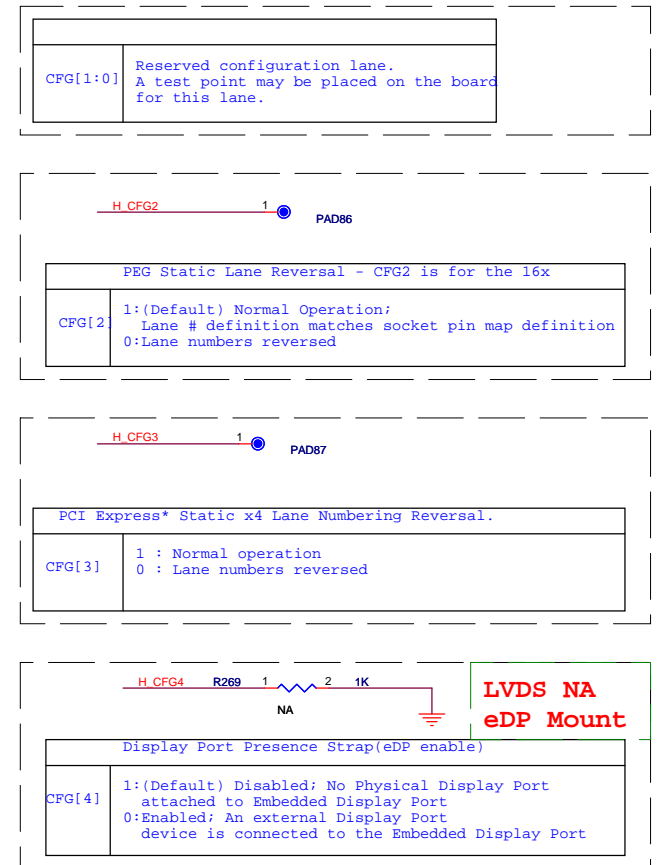 CFG[1:0]
Reserved configuration lane.
A test point may be placed on the board
for this lane.
H_CFG2
1
PAD86
PEG Static Lane Reversal - CFG2 is for the 16x
CFG[2]
1:(Default) Normal Operation;
Lane # definition matches socket pin map definition
0:Lane numbers reversed
H_CFG3
1
PAD87
PCI Express* Static x4 Lane Numbering Reversal.
CFG[3]
1 : Normal operation
0 : Lane numbers reversed
H_CFG4 R269 1 2 1K
NA
LVDS NA
eDP Mount
Display Port Presence Strap(eDP enable)
CFG[4]
1:(Default) Disabled; No Physical Display Port
attached to Embedded Display Port
0:Enabled; An external Display Port
device is connected to the Embedded Display Port